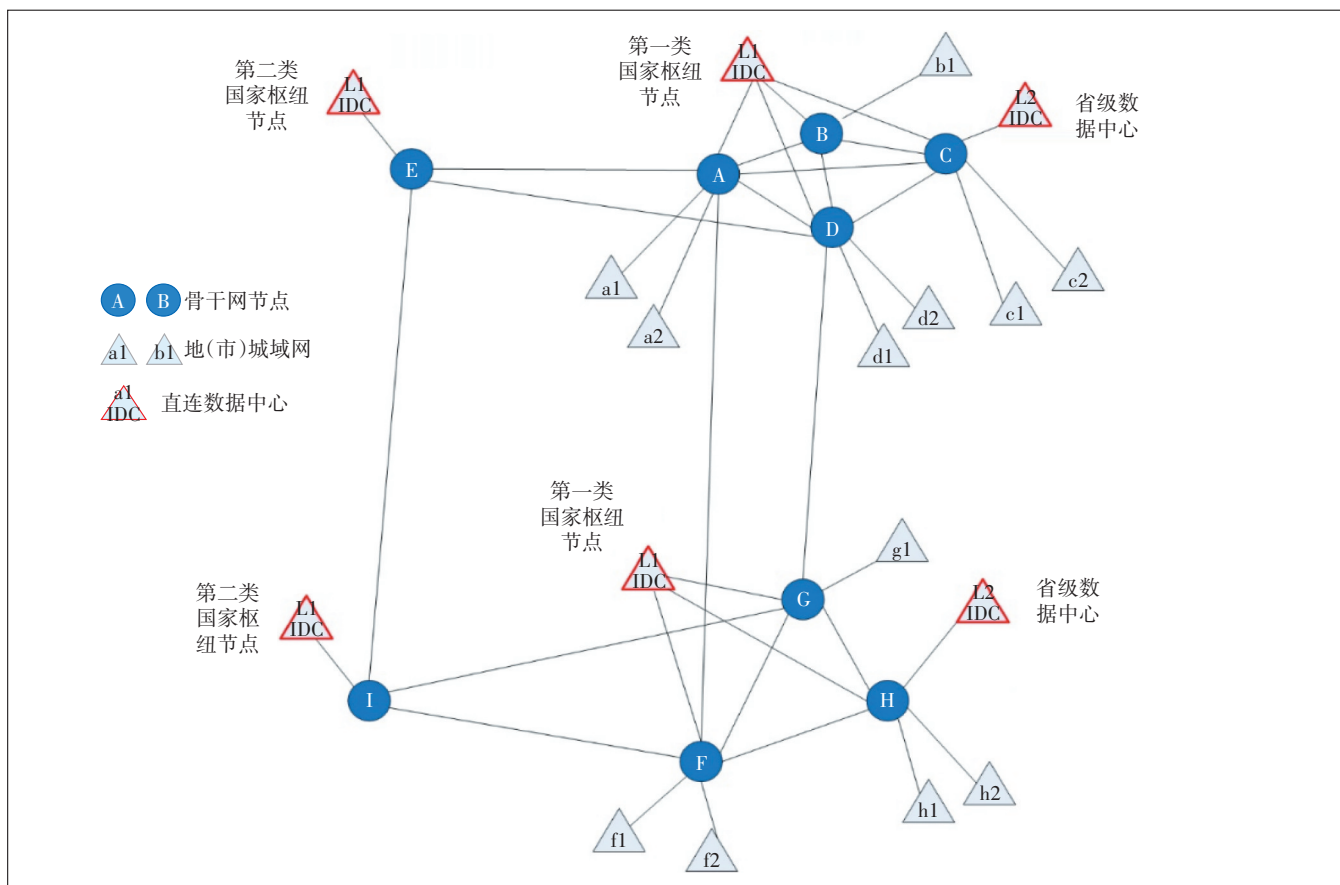 第一类
国家枢纽
节点
L1
IDC
b1
第二类
国家枢纽
节点
L1
IDC
L2
IDC
省级数
据中心
B
C
E
A
D
a1
a2
d2
d1
c1
c2
A B 骨干网节点
a1 b1 地(市)城域网
a1
IDC
直连数据中心
第一类
国家枢纽
节点
L1
IDC
g1
第二类
国家枢
纽节点
L1
IDC
G
L2
IDC
省级数
据中心
I
H
F
f1
f2
h1
h2